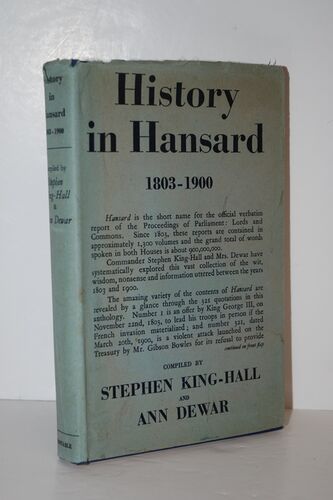 History
in Hansard
1803-1900
Hansard is the short name for the official verbatim
report of the Proceedings of Parliament: Lords and
Commons. Since 1803, these reports are contained in
approximately 1,300 volumes and the grand total of words
spoken in both Houses is about 900,000,000.
Commander Stephen King-Hall and Mrs. Dewar have
systematically explored this vast collection of the wit,
wisdom, nonsense and information uttered between the years
1803 and 1900.
The amazing variety of the contents of Hansard are
revealed by a glance through the 321 quotations in this
anthology. Number 1 is an offer by King George III, on
November 22nd, 1803, to lead his troops in person if the
French invasion materialized; and number 321, dated
March 20th, 1900, is a violent attack launched on the
Treasury by Mr. Gibson Bowles for its refusal to provide
continued on front flap
COMPILED BY
STEPHEN KING-HALL
AND
ANN DEWAR
History
in
Hansard
1803-1900
Dewar